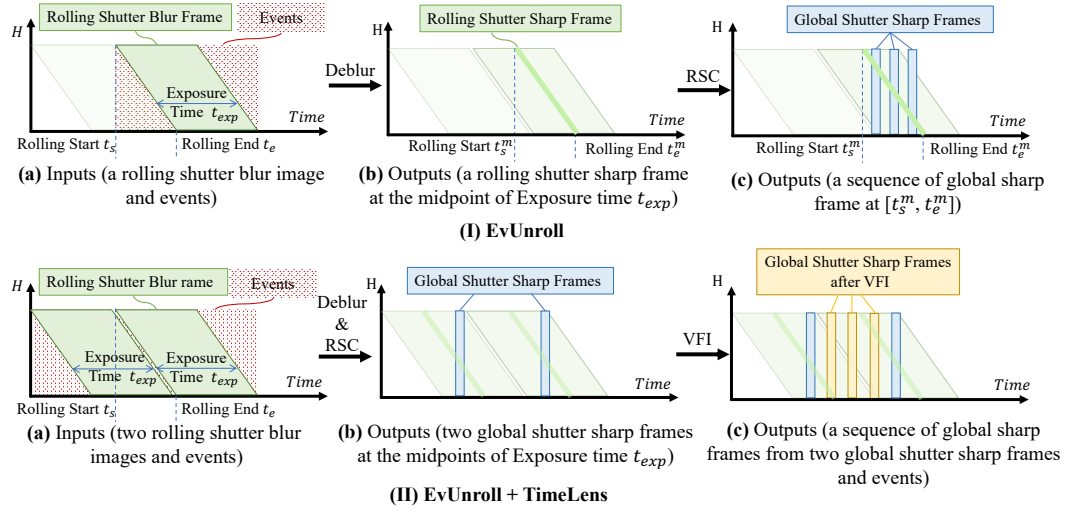 Rolling Shutter Blur Frame
Events
H
Exposure
Time t_exp
Time
Rolling Start t_s
Rolling End t_e
(a) Inputs (a rolling shutter blur image
and events)
Deblur
Rolling Shutter Sharp Frame
H
Time
Rolling Start t_s^m
Rolling End t_e^m
(b) Outputs (a rolling shutter sharp frame
at the midpoint of Exposure time t_exp)
RSC
Global Shutter Sharp Frames
H
Time
Rolling Start t_s^m
Rolling End t_e^m
(c) Outputs (a sequence of global sharp
frame at [t_s^m, t_e^m])
(I) EvUnroll
Rolling Shutter Blur rame
Events
H
Exposure
Time t_exp
Exposure
Time t_exp
Time
Rolling Start t_s
Rolling End t_e
(a) Inputs (two rolling shutter blur
images and events)
Deblur
&
RSC
Global Shutter Sharp Frames
H
Time
(b) Outputs (two global shutter sharp frames
at the midpoints of Exposure time t_exp)
VFI
Global Shutter Sharp Frames
after VFI
H
Time
(c) Outputs (a sequence of global sharp
frames from two global shutter sharp frames
and events)
(II) EvUnroll + TimeLens